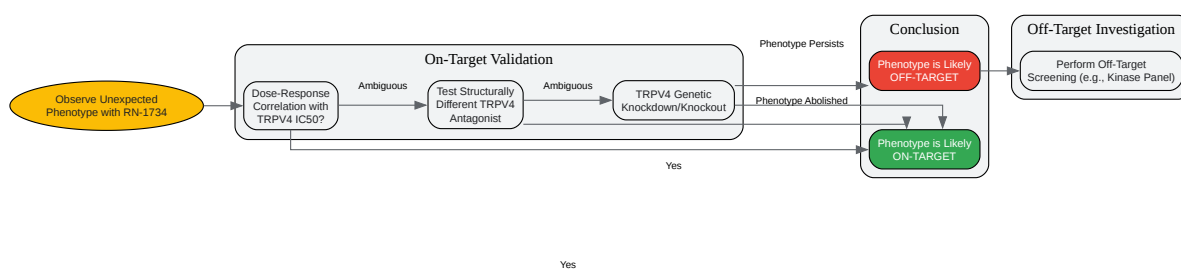 Observe Unexpected
Phenotype with RN-1734
On-Target Validation
Dose-Response
Correlation with
TRPV4 IC50?
Ambiguous
Test Structurally
Different TRPV4
Antagonist
Ambiguous
TRPV4 Genetic
Knockdown/Knockout
Phenotype Persists
Phenotype Abolished
Yes
Yes
Conclusion
Phenotype is Likely
OFF-TARGET
Phenotype is Likely
ON-TARGET
Off-Target Investigation
Perform Off-Target
Screening (e.g., Kinase Panel)